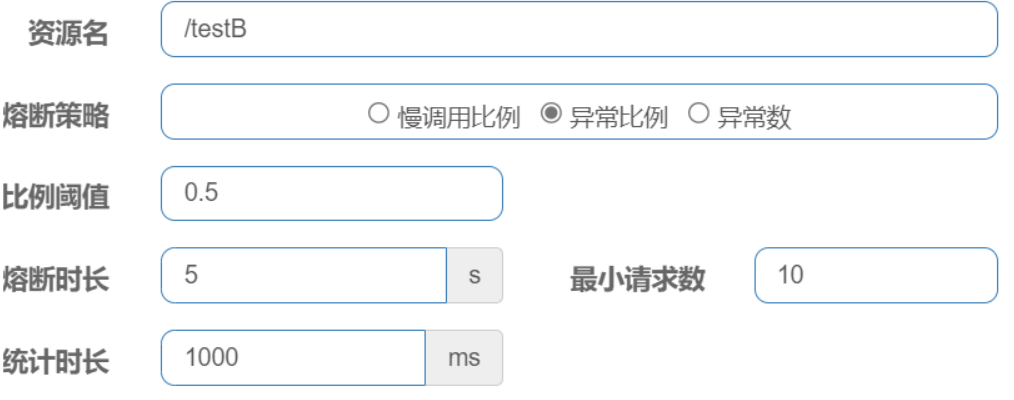 资源名 /testB
熔断策略 慢调用比例 异常比例 异常数
比例阈值 0.5
熔断时长 5 s 最小请求数 10
统计时长 1000 ms